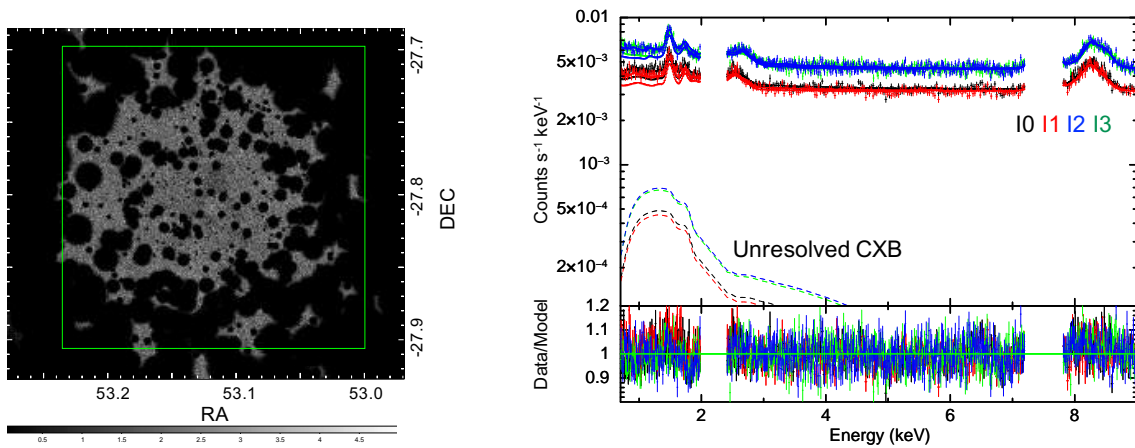 -27.7
-27.8
-27.9
DEC
53.2
53.1
53.0
RA
0.5 1 1.5 2 2.5 3 3.5 4 4.5
0.01
5×10⁻³
2×10⁻³
10⁻³
5×10⁻⁴
2×10⁻⁴
Counts s⁻¹ keV⁻¹
I0 I1 I2 I3
Unresolved CXB
1.2
1.1
1
0.9
Data/Model
2 4 6 8
Energy (keV)